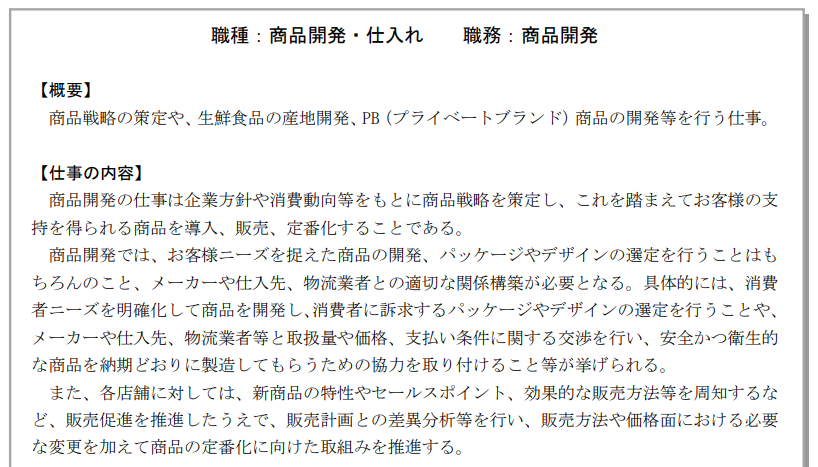 職種：商品開発・仕入れ　　職務：商品開発
【概要】
商品戦略の策定や、生鮮食品の産地開発、PB（プライベートブランド）商品の開発等を行う仕事。
【仕事の内容】
商品開発の仕事は企業方針や消費動向等をもとに商品戦略を策定し、これを踏まえてお客様の支
持を得られる商品を導入、販売、定番化することである。
商品開発では、お客様ニーズを捉えた商品の開発、パッケージやデザインの選定を行うことはも
ちろんのこと、メーカーや仕入先、物流業者との適切な関係構築が必要となる。具体的には、消費
者ニーズを明確化して商品を開発し、消費者に訴求するパッケージやデザインの選定を行うことや、
メーカーや仕入先、物流業者等と取扱量や価格、支払い条件に関する交渉を行い、安全かつ衛生的
な商品を納期どおりに製造してもらうための協力を取り付けること等が挙げられる。
また、各店舗に対しては、新商品の特性やセールスポイント、効果的な販売方法等を周知するな
ど、販売促進を推進したうえで、販売計画との差異分析等を行い、販売方法や価格面における必要
な変更を加えて商品の定番化に向けた取組みを推進する。